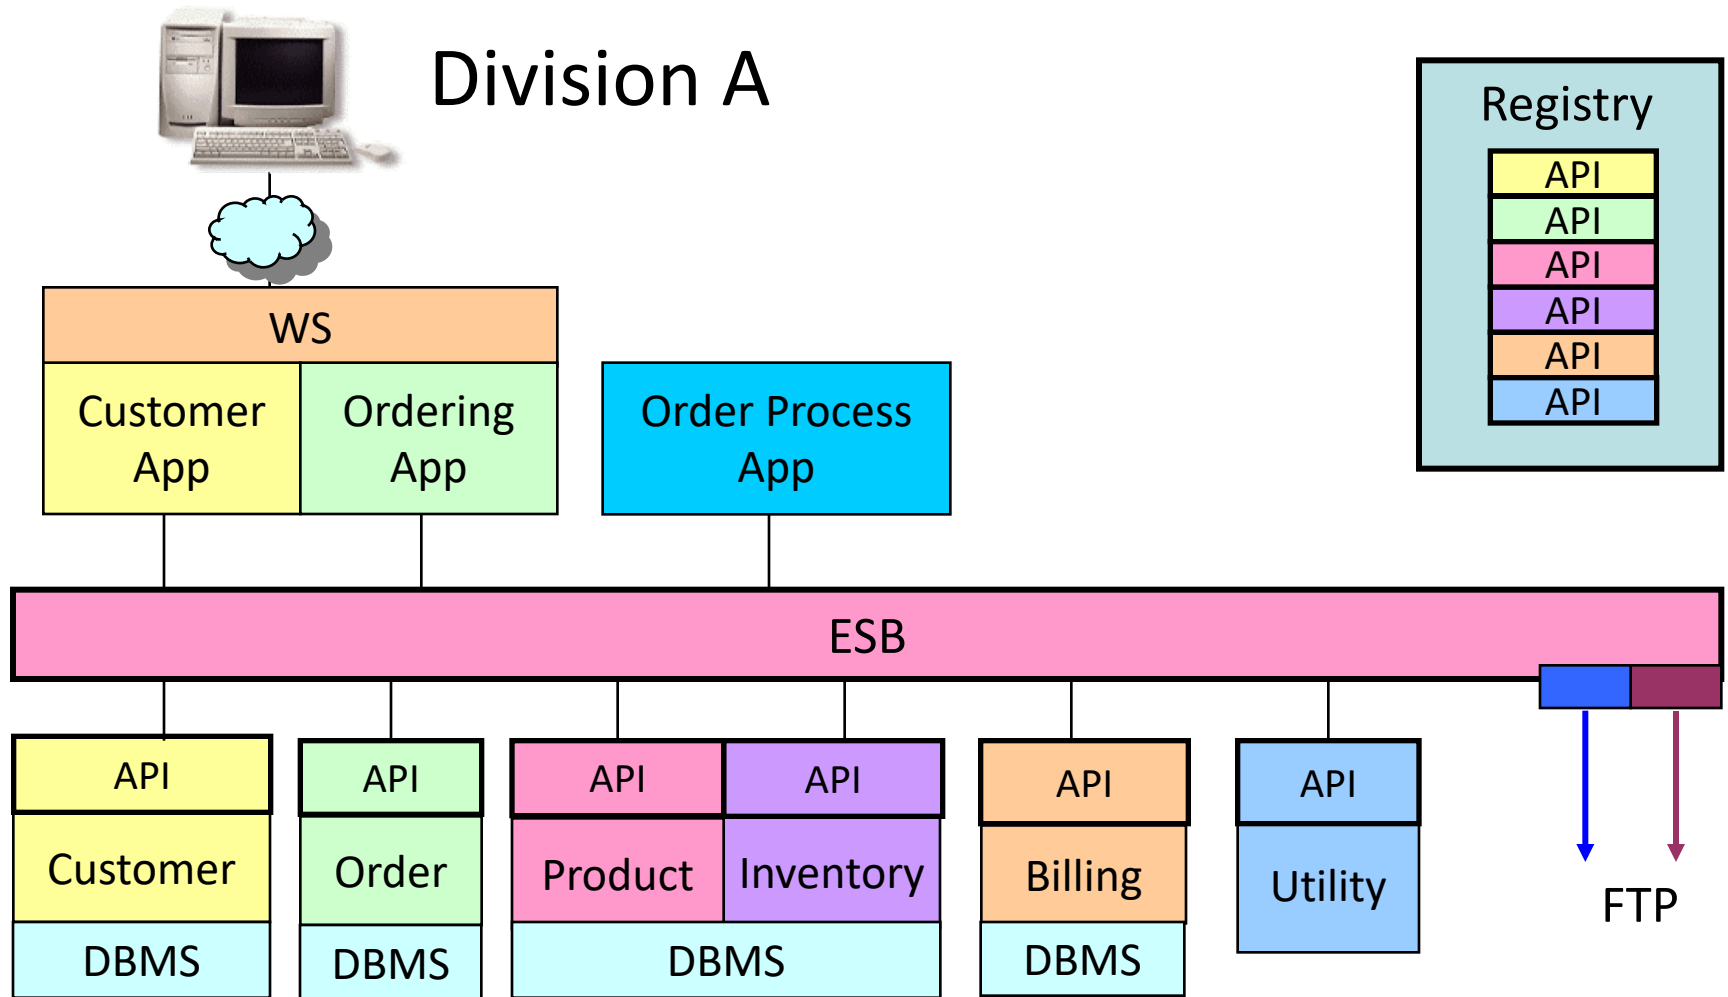 Division A
Registry
API
API
API
API
API
API
WS
Customer
App
Ordering
App
Order Process
App
ESB
API
API
API
API
API
API
Customer
Order
Product
Inventory
Billing
Utility
FTP
DBMS
DBMS
DBMS
DBMS